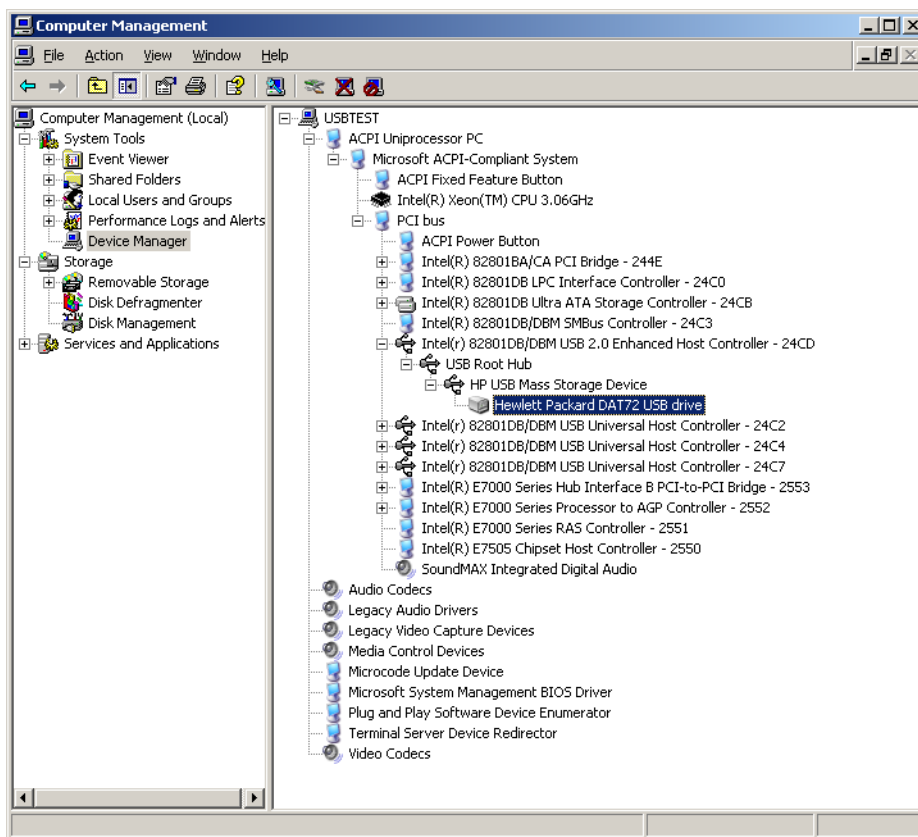 Computer Management
File Action View Window Help
Computer Management (Local)
System Tools
Event Viewer
Shared Folders
Local Users and Groups
Performance Logs and Alerts
Device Manager
Storage
Removable Storage
Disk Defragmenter
Disk Management
Services and Applications
USBTEST
ACPI Uniprocessor PC
Microsoft ACPI-Compliant System
ACPI Fixed Feature Button
Intel(R) Xeon(TM) CPU 3.06GHz
PCI bus
ACPI Power Button
Intel(R) 82801BA/CA PCI Bridge - 244E
Intel(R) 82801DB LPC Interface Controller - 24C0
Intel(R) 82801DB Ultra ATA Storage Controller - 24CB
Intel(R) 82801DB/DBM SMBus Controller - 24C3
Intel(r) 82801DB/DBM USB 2.0 Enhanced Host Controller - 24CD
USB Root Hub
HP USB Mass Storage Device
Hewlett Packard DAT72 USB drive
Intel(r) 82801DB/DBM USB Universal Host Controller - 24C2
Intel(r) 82801DB/DBM USB Universal Host Controller - 24C4
Intel(r) 82801DB/DBM USB Universal Host Controller - 24C7
Intel(R) E7000 Series Hub Interface B PCI-to-PCI Bridge - 2553
Intel(R) E7000 Series Processor to AGP Controller - 2552
Intel(R) E7000 Series RAS Controller - 2551
Intel(R) E7505 Chipset Host Controller - 2550
SoundMAX Integrated Digital Audio
Audio Codecs
Legacy Audio Drivers
Legacy Video Capture Devices
Media Control Devices
Microcode Update Device
Microsoft System Management BIOS Driver
Plug and Play Software Device Enumerator
Terminal Server Device Redirector
Video Codecs